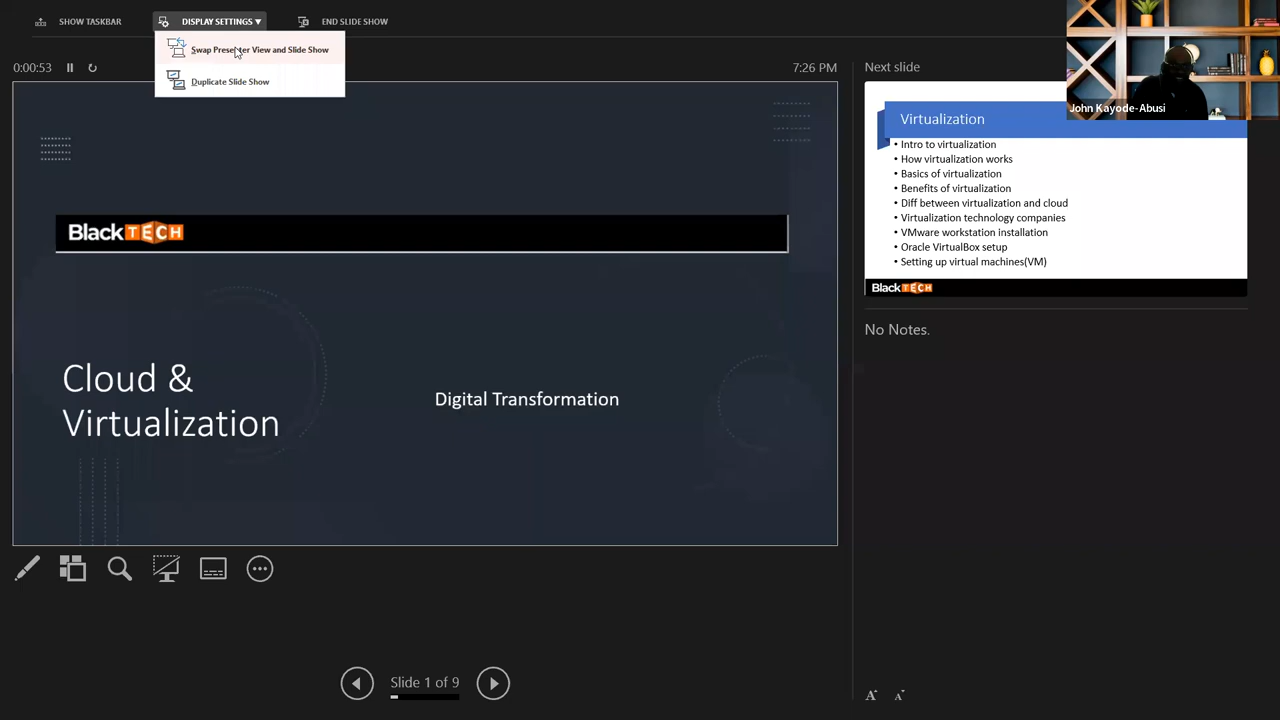 SHOW TASKBAR
DISPLAY SETTINGS ▼
END SLIDE SHOW
Swap Presenter View and Slide Show
Duplicate Slide Show
0:00:53
7:26 PM
BlackTECH
Cloud &
Virtualization
Digital Transformation
Slide 1 of 9
Next slide
John Kayode-Abusi
Virtualization
• Intro to virtualization
• How virtualization works
• Basics of virtualization
• Benefits of virtualization
• Diff between virtualization and cloud
• Virtualization technology companies
• VMware workstation installation
• Oracle VirtualBox setup
• Setting up virtual machines(VM)
BlackTECH
No Notes.
A A